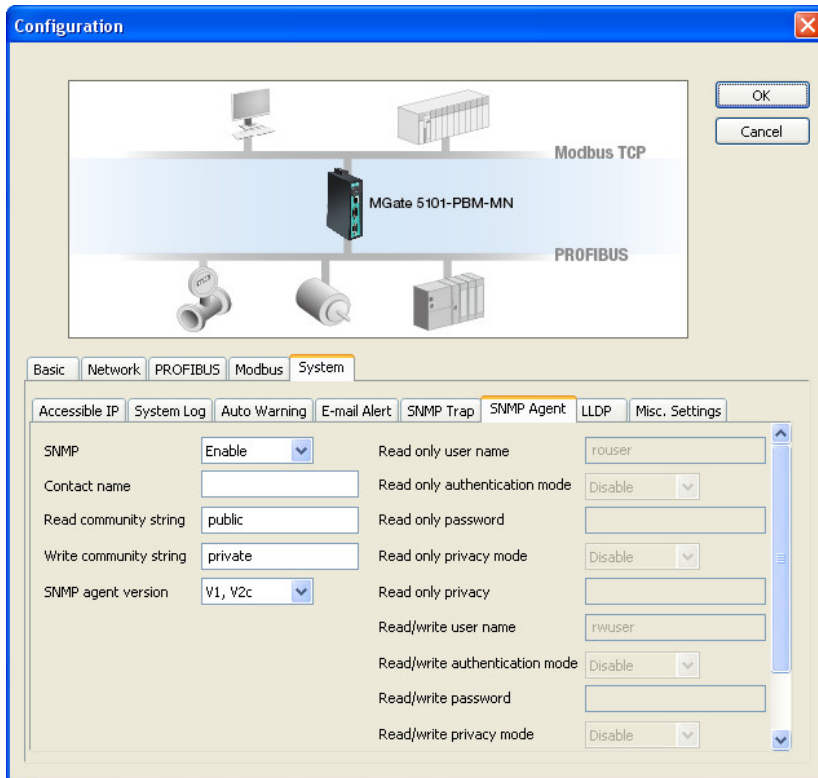 Configuration
OK
Cancel
Modbus TCP
MGate 5101-PBM-MN
PROFIBUS
Basic Network PROFIBUS Modbus System
Accessible IP System Log Auto Warning E-mail Alert SNMP Trap SNMP Agent LLDP Misc. Settings
SNMP Enable Read only user name rouser
Contact name Read only authentication mode Disable
Read community string public Read only password
Write community string private Read only privacy mode Disable
SNMP agent version V1, V2c Read only privacy
Read/write user name rwuser
Read/write authentication mode Disable
Read/write password
Read/write privacy mode Disable